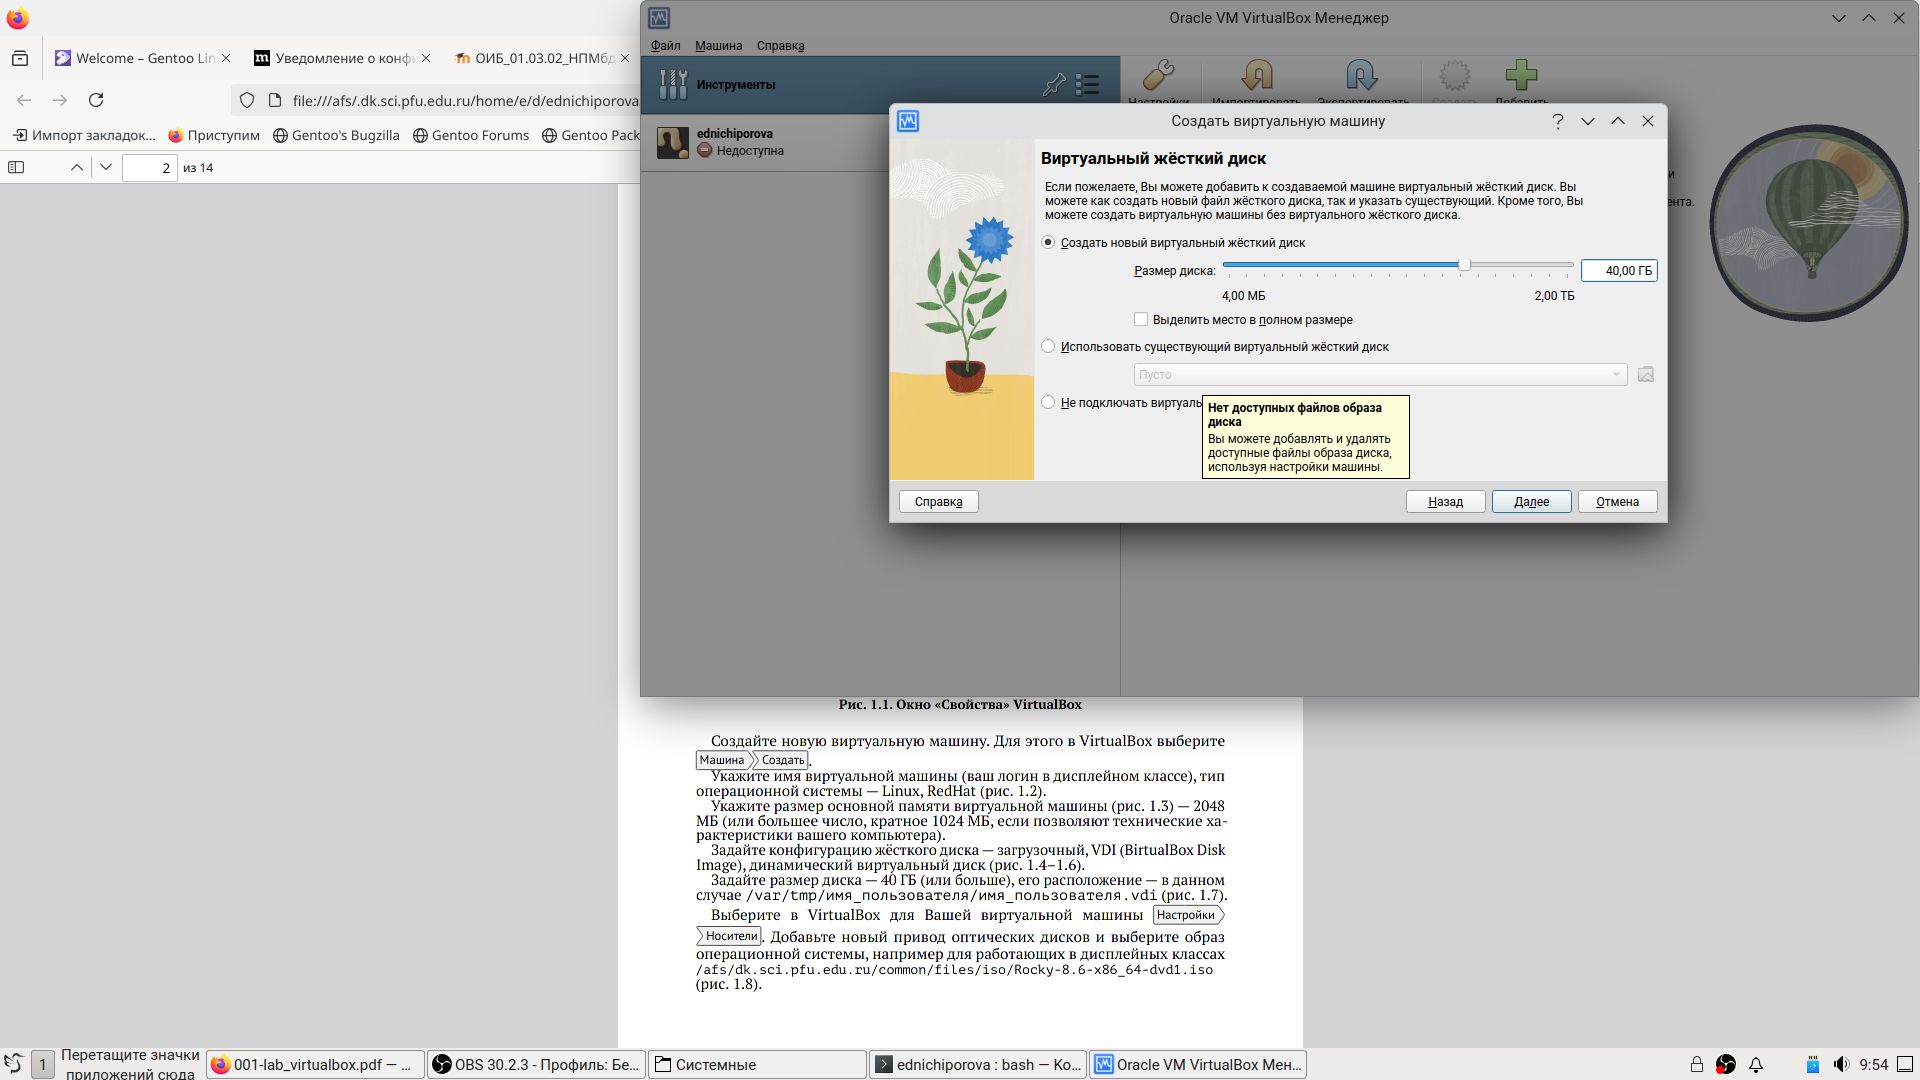 Welcome – Gentoo Lin
Уведомление о конфи
ОИБ_01.03.02_НПМбд
file:///afs/.dk.sci.pfu.edu.ru/home/e/d/ednichiporova
Импорт закладок...
Приступим
Gentoo's Bugzilla
Gentoo Forums
Gentoo Pack
2
из 14
Oracle VM VirtualBox Менеджер
Файл
Машина
Справка
Инструменты
ednichiporova
Недоступна
Настройки
Импортировать
Экспортировать
Создать
Добавить
и
ента.
Создать виртуальную машину
Виртуальный жёсткий диск
Если пожелаете, Вы можете добавить к создаваемой машине виртуальный жёсткий диск. Вы
можете как создать новый файл жёсткого диска, так и указать существующий. Кроме того, Вы
можете создать виртуальную машины без виртуального жёсткого диска.
Создать новый виртуальный жёсткий диск
Размер диска:
40,00 ГБ
4,00 МБ
2,00 ТБ
Выделить место в полном размере
Использовать существующий виртуальный жёсткий диск
Пусто
Не подключать виртуаль
Нет доступных файлов образа
диска
Вы можете добавлять и удалять
доступные файлы образа диска,
используя настройки машины.
Справка
Назад
Далее
Отмена
Рис. 1.1. Окно «Свойства» VirtualBox
Создайте новую виртуальную машину. Для этого в VirtualBox выберите
Машина Создать.
Укажите имя виртуальной машины (ваш логин в дисплейном классе), тип
операционной системы — Linux, RedHat (рис. 1.2).
Укажите размер основной памяти виртуальной машины (рис. 1.3) — 2048
МБ (или большее число, кратное 1024 МБ, если позволяют технические ха-
рактеристики вашего компьютера).
Задайте конфигурацию жёсткого диска — загрузочный, VDI (BirtualBox Disk
Image), динамический виртуальный диск (рис. 1.4–1.6).
Задайте размер диска — 40 ГБ (или больше), его расположение — в данном
случае /var/tmp/имя_пользователя/имя_пользователя.vdi (рис. 1.7).
Выберите в VirtualBox для Вашей виртуальной машины Настройки
Носители. Добавьте новый привод оптических дисков и выберите образ
операционной системы, например для работающих в дисплейных классах
/afs/dk.sci.pfu.edu.ru/common/files/iso/Rocky-8.6-x86_64-dvd1.iso
(рис. 1.8).
1
Перетащите значки
приложений сюда
001-lab_virtualbox.pdf — ...
OBS 30.2.3 - Профиль: Бе...
Системные
ednichiporova : bash — Ko...
Oracle VM VirtualBox Мен...
9:54